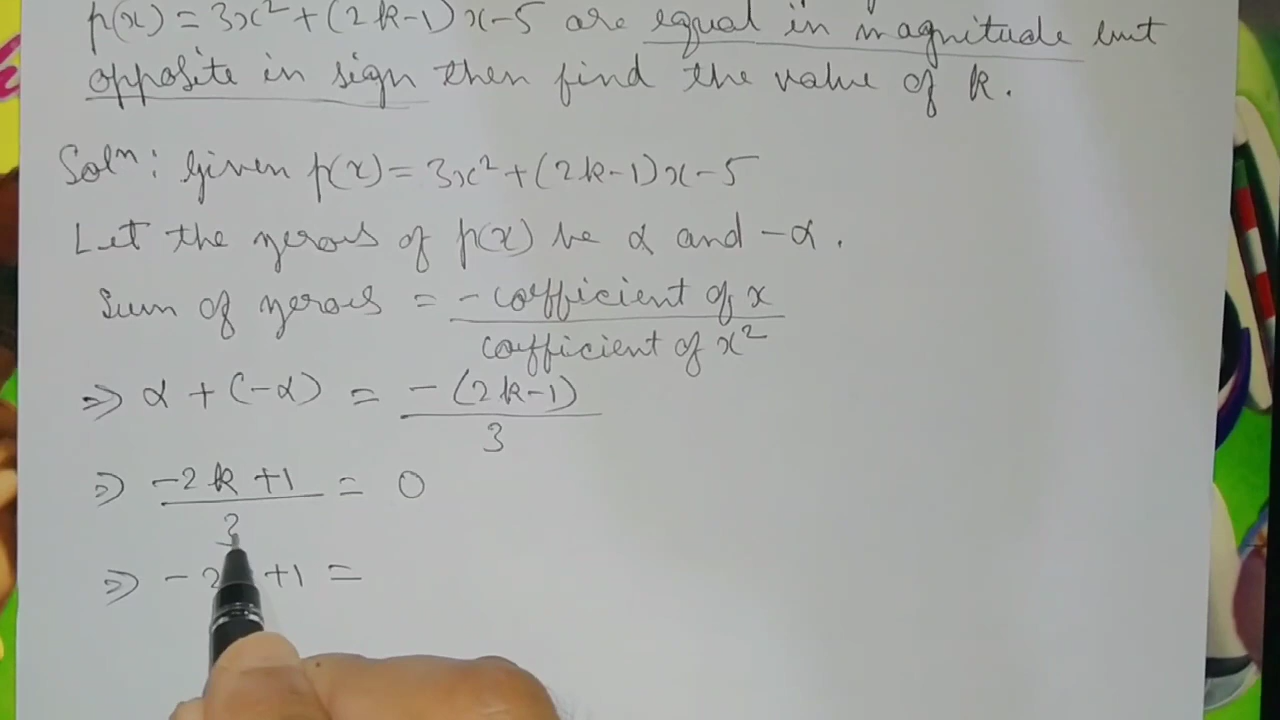 p(x) = 3x² + (2k-1)x-5 are equal in magnitude but
opposite in sign then find the value of k.
Solⁿ: Given p(x) = 3x² + (2k-1)x-5
Let the zeroes of p(x) be α and -α.
Sum of zeroes = -coefficient of x / coefficient of x²
⇒ α + (-α) = -(2k-1) / 3
⇒ -2k+1 / 3 = 0
⇒ -2 +1 =